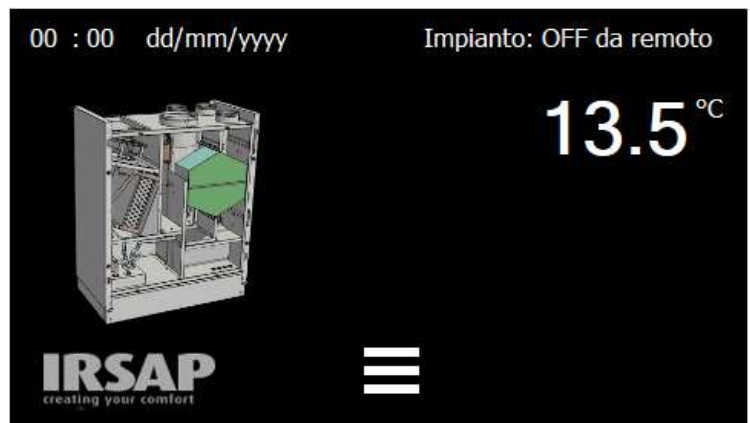 00 : 00 dd/mm/yyyy
Impianto: OFF da remoto
13.5 °C
IRSAP
creating your comfort